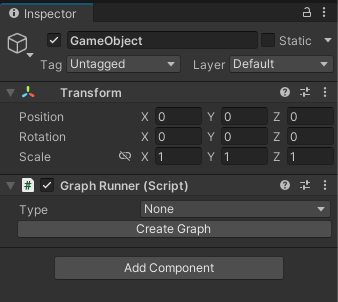 Inspector
GameObject Static
Tag Untagged Layer Default
Transform
Position X 0 Y 0 Z 0
Rotation X 0 Y 0 Z 0
Scale X 1 Y 1 Z 1
# Graph Runner (Script)
Type None
Create Graph
Add Component